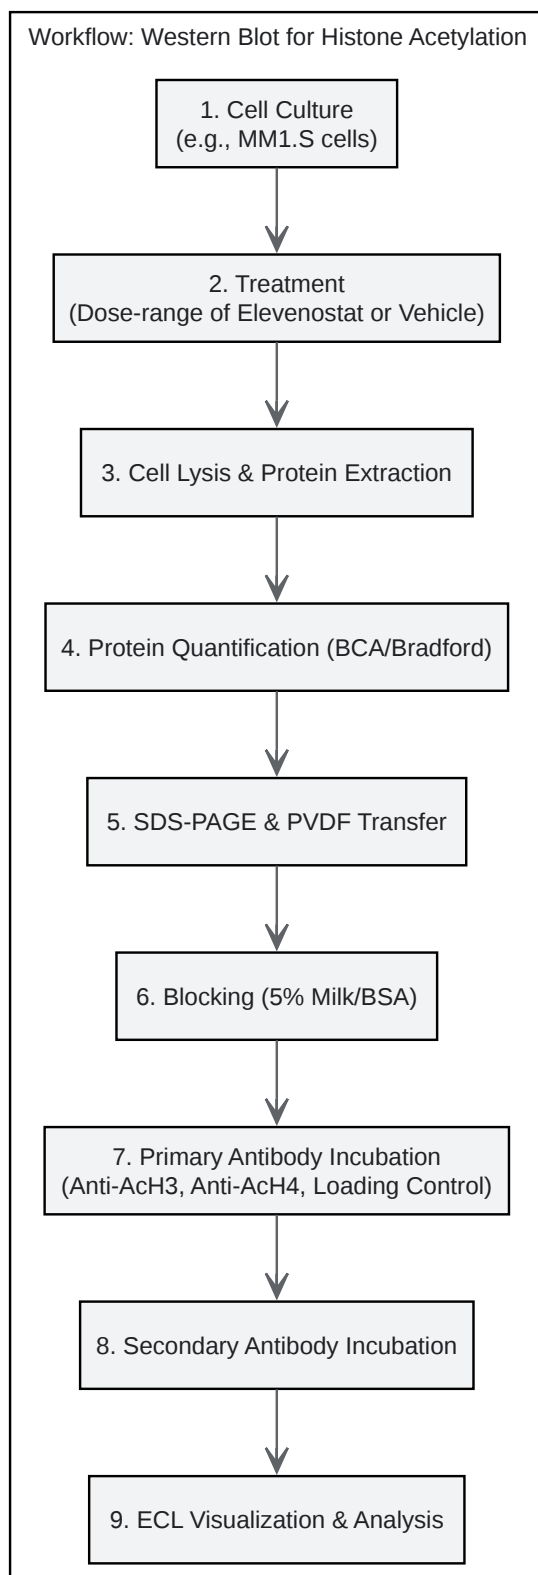 Workflow: Western Blot for Histone Acetylation
1. Cell Culture
(e.g., MM1.S cells)
2. Treatment
(Dose-range of Elevenostat or Vehicle)
3. Cell Lysis & Protein Extraction
4. Protein Quantification (BCA/Bradford)
5. SDS-PAGE & PVDF Transfer
6. Blocking (5% Milk/BSA)
7. Primary Antibody Incubation
(Anti-AcH3, Anti-AcH4, Loading Control)
8. Secondary Antibody Incubation
9. ECL Visualization & Analysis